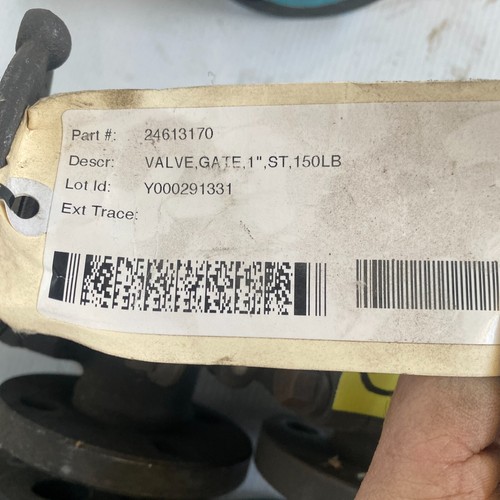 Part #: 24613170
Descr: VALVE,GATE,1",ST,150LB
Lot Id: Y000291331
Ext Trace: